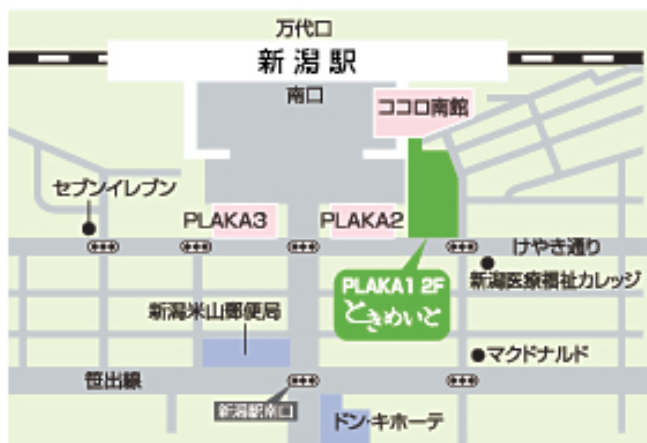 万代口
新潟駅
南口
ココロ南館
セブンイレブン
PLAKA3
PLAKA2
けやき通り
新潟医療福祉カレッジ
PLAKA1 2F
ときめいと
新潟米山郵便局
マクドナルド
笹出線
新潟駅南口
ドン・キホーテ